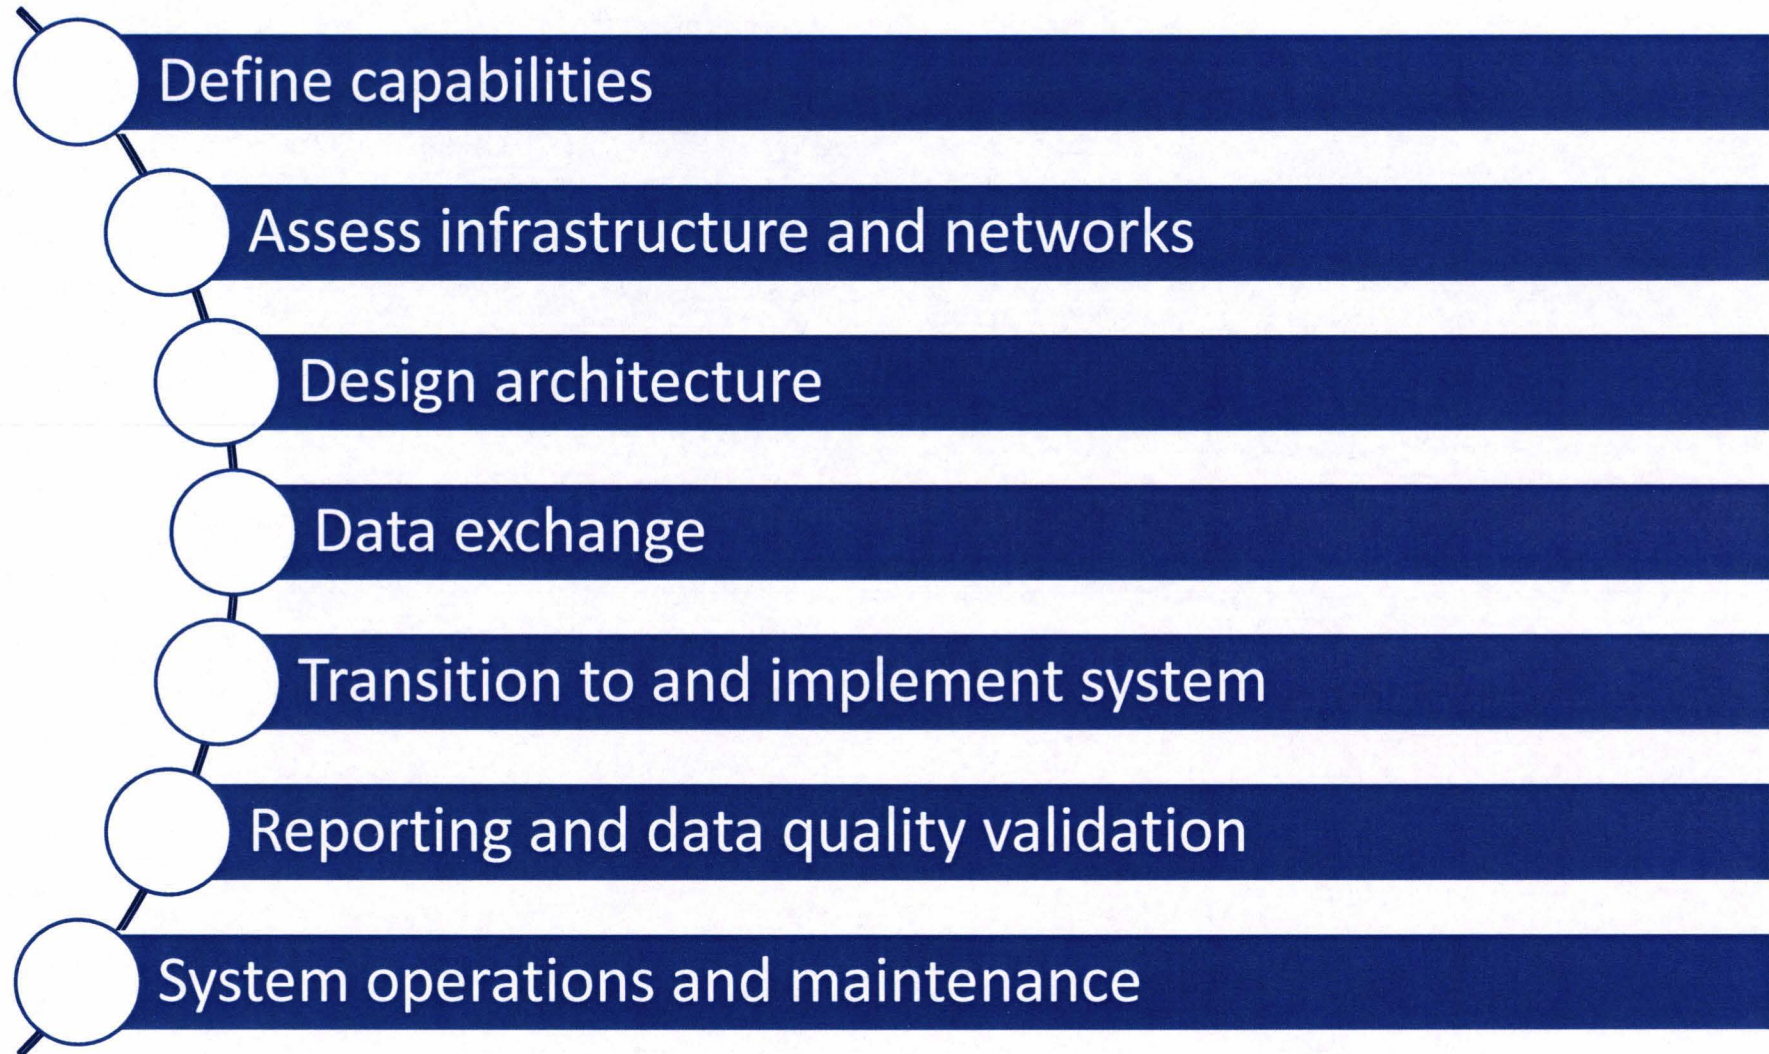 Define capabilities
Assess infrastructure and networks
Design architecture
Data exchange
Transition to and implement system
Reporting and data quality validation
System operations and maintenance